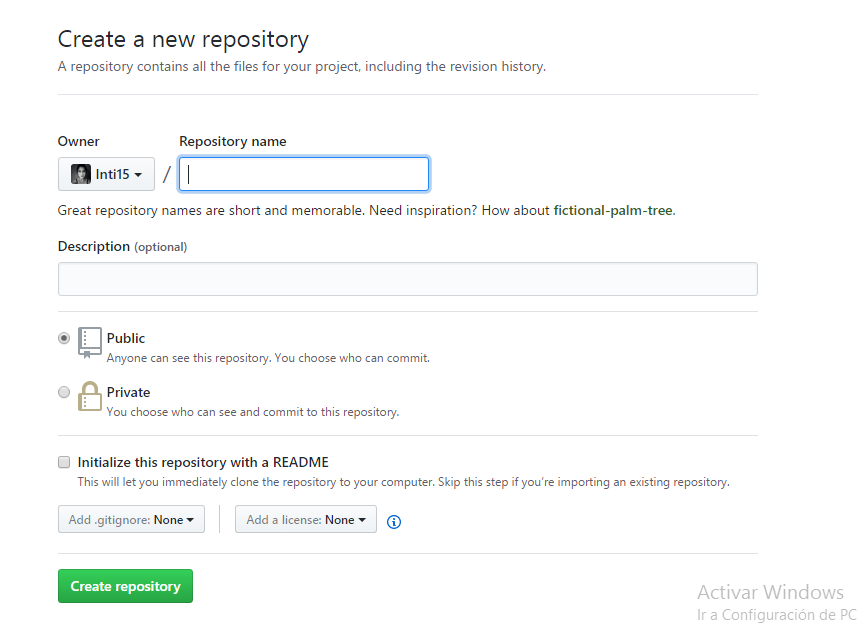 Create a new repository
A repository contains all the files for your project, including the revision history.
Owner Repository name
Inti15 /
Great repository names are short and memorable. Need inspiration? How about fictional-palm-tree.
Description (optional)
Public
Anyone can see this repository. You choose who can commit.
Private
You choose who can see and commit to this repository.
Initialize this repository with a README
This will let you immediately clone the repository to your computer. Skip this step if you’re importing an existing repository.
Add .gitignore: None Add a license: None
Create repository
Activar Windows
Ir a Configuración de PC